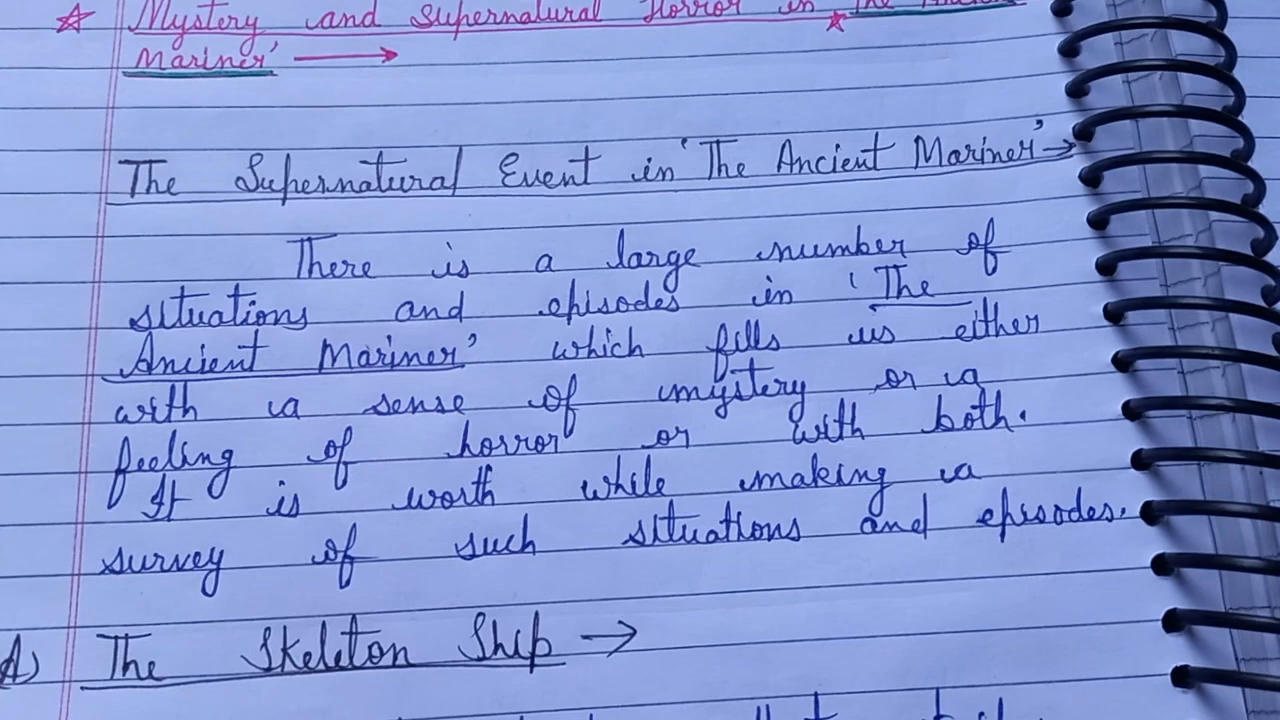 ☆ Mystery and Supernatural Horror in 'The Ancient
Mariner' →
The Supernatural Event in 'The Ancient Mariner' →
There is a large number of
situations and episodes in 'The
Ancient Mariner' which fills us either
with a sense of mystery or a
feeling of horror or with both.
It is worth while making a
survey of such situations and episodes.
A) The Skeleton Ship →